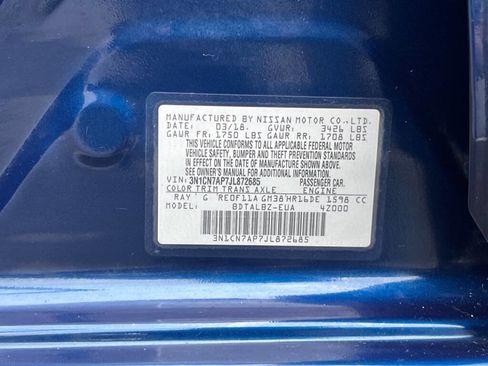 MANUFACTURED BY NISSAN MOTOR CO.,LTD.
DATE: 03/18 GVWR: 3426 LBS
GAWR FR: 1750 LBS GAWR RR: 1708 LBS
THIS VEHICLE CONFORMS TO ALL APPLICABLE FEDERAL MOTOR
VEHICLE SAFETY, BUMPER AND THEFT PREVENTION STANDARDS
IN EFFECT ON THE DATE OF MANUFACTURE SHOWN ABOVE.
SEE OWNER'S MANUAL FOR ADDITIONAL INFORMATION
VIN: 3N1CN7AP7JL872685 PASSENGER CAR.
COLOR TRIM TRANS AXLE ENGINE
RAY G RE0F11A GM38 HR16DE 1598 CC
MODEL: BDTALBZ-EUA 4Z000
3N1CN7AP7JL872685